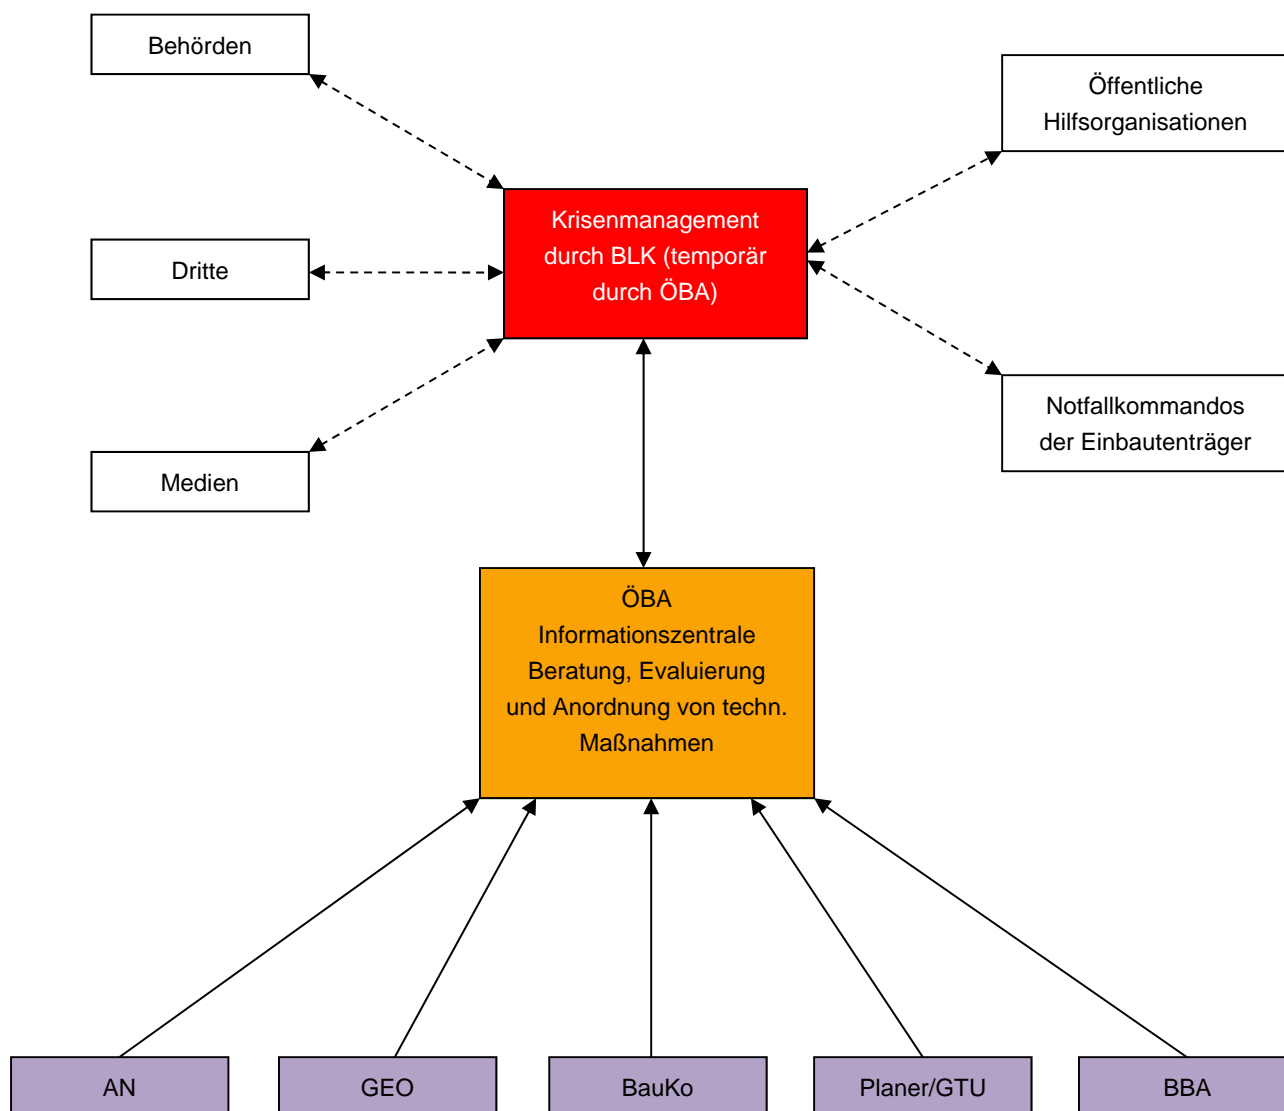 Behörden
Öffentliche
Hilfsorganisationen
Krisenmanagement
durch BLK (temporär
durch ÖBA)
Dritte
Notfallkommandos
der Einbautenträger
Medien
ÖBA
Informationszentrale
Beratung, Evaluierung
und Anordnung von techn.
Maßnahmen
AN
GEO
BauKo
Planer/GTU
BBA